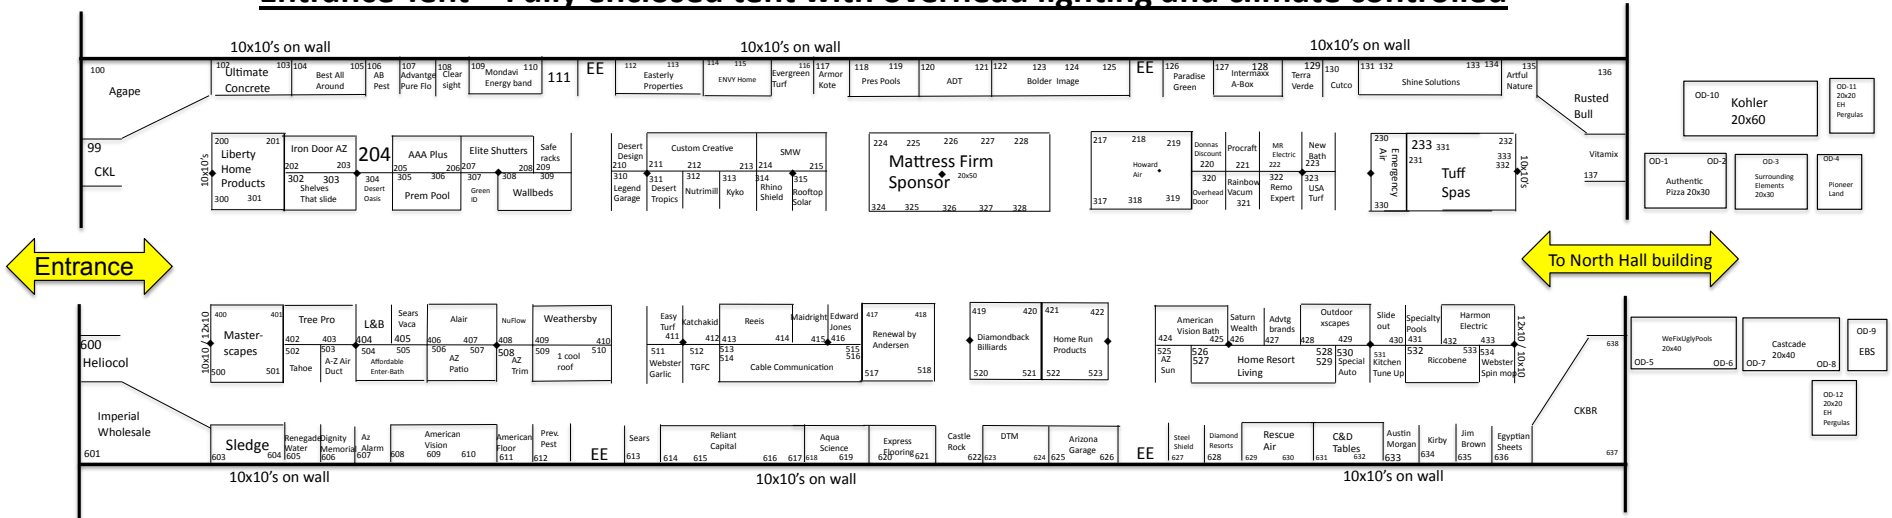 Entrance Tent – Fully enclosed tent with overhead lighting and climate controlled
10x10's on wall
10x10's on wall
10x10's on wall
100
Agape
102 103
Ultimate
Concrete
104 105
Best All
Around
106
AB
Pest
107
Advantge
Pure Flo
108
Clear
sight
109 110
Mondavi
Energy band
111
EE
112 113
Easterly
Properties
114 115
ENVY Home
116
Evergreen
Turf
117
Armor
Kote
118 119
Pres Pools
120 121
ADT
122 123 124 125
Bolder Image
EE
126
Paradise
Green
127 128
Intermaxx
A-Box
129
Terra
Verde
130
Cutco
131 132 133 134
Shine Solutions
135
Artful
Nature
136
Rusted
Bull
Vitamix
137
99
CKL
10x10's
200 201
Liberty
Home
Products
300 301
Iron Door AZ
202 203
302 303
Shelves
That slide
204
304
Desert
Oasis
AAA Plus
205 206
305 306
Prem Pool
Elite Shutters
207 208
307
Green
ID
Safe
racks
209
308 309
Wallbeds
Desert
Design
210
310
Legend
Garage
Custom Creative
211 212 213
311
Desert
Tropics
Nutrimill
313
Kyko
SMW
214 215
314
Rhino
Shield
315
Rooftop
Solar
224 225 226 227 228
Mattress Firm
Sponsor
20x50
324 325 326 327 328
217 218 219
Howard
Air
317 318 319
Donnas
Discount
220
320
Overhead
Door
Procraft
221
Rainbow
Vacum
321
MR
Electric
222
322
Remo
Expert
New
Bath
223
323
USA
Turf
230
Emergency
Air
330
233 331
231
232
333
332
Tuff
Spas
10x10's
OD-10
Kohler
20x60
OD-11
20x20
EH
Pergulas
OD-1 OD-2
Authentic
Pizza 20x30
OD-3
Surrounding
Elements
20x30
OD-4
Pioneer
Land
Entrance
To North Hall building
600
Heliocol
10x10 / 12x10
400 401
Master-
scapes
500 501
Tree Pro
402 403
502
Tahoe
503
A-Z Air
Duct
L&B
404
504
Sears
Vaca
405
505
Affordable
Enter-Bath
Alair
406 407
506 507
AZ
Patio
NuFlow
408
508
AZ
Trim
Weathersby
409 410
509 510
1 cool
roof
Easy
Turf
411
511
Webster
Garlic
Katchakid
412
512
TGFC
Reeis
413 414
513
514
Maidright
415
Edward
Jones
416
515
516
Cable Communication
417 418
Renewal by
Andersen
517 518
419 420
Diamondback
Billiards
520 521
421 422
Home Run
Products
522 523
American
Vision Bath
424 425
525
AZ
Sun
Saturn
Wealth
426
Advtg
brands
427
526
527
Home Resort
Living
528
529
Outdoor
xscapes
428 429
530
Special
Auto
Slide
out
430
531
Kitchen
Tune Up
Specialty
Pools
431
532
Harmon
Electric
432 433
533
Riccobene
534
Webster
Spin mop
12x10 / 10x10
638
WeFixUglyPools
20x40
OD-5 OD-6
Castcade
20x40
OD-7 OD-8
OD-9
EBS
OD-12
20x20
EH
Pergulas
Imperial
Wholesale
601
Sledge
603 604
Renegade
Water
605
Dignity
Memorial
606
Az
Alarm
607
American
Vision
608 609 610
American
Floor
611
Prev.
Pest
612
EE
Sears
613
Reliant
Capital
614 615 616 617
Aqua
Science
618 619
Express
Flooring
620 621
Castle
Rock
622
DTM
623 624
Arizona
Garage
625 626
EE
Steel
Shield
627
Diamond
Resorts
628
Rescue
Air
629 630
C&D
Tables
631 632
Austin
Morgan
633
Kirby
634
Jim
Brown
635
Egyptian
Sheets
636
CKBR
637
10x10's on wall
10x10's on wall
10x10's on wall